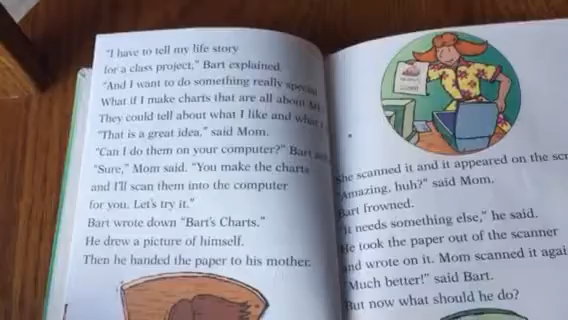 "I have to tell my life story
for a class project," Bart explained.
"And I want to do something really special
What if I make charts that are all about
They could tell about what I like and what
"That is a great idea," said Mom.
"Can I do them on your computer?" Bart
"Sure," Mom said. "You make the charts
and I'll scan them into the computer
for you. Let's try it."
Bart wrote down "Bart's Charts."
He drew a picture of himself.
Then he handed the paper to his mother.
She scanned it and it appeared on the
"Amazing, huh?" said Mom.
Bart frowned.
"It needs something else," he said.
He took the paper out of the scanner
and wrote on it. Mom scanned it
"Much better!" said Bart.
But now what should he do?